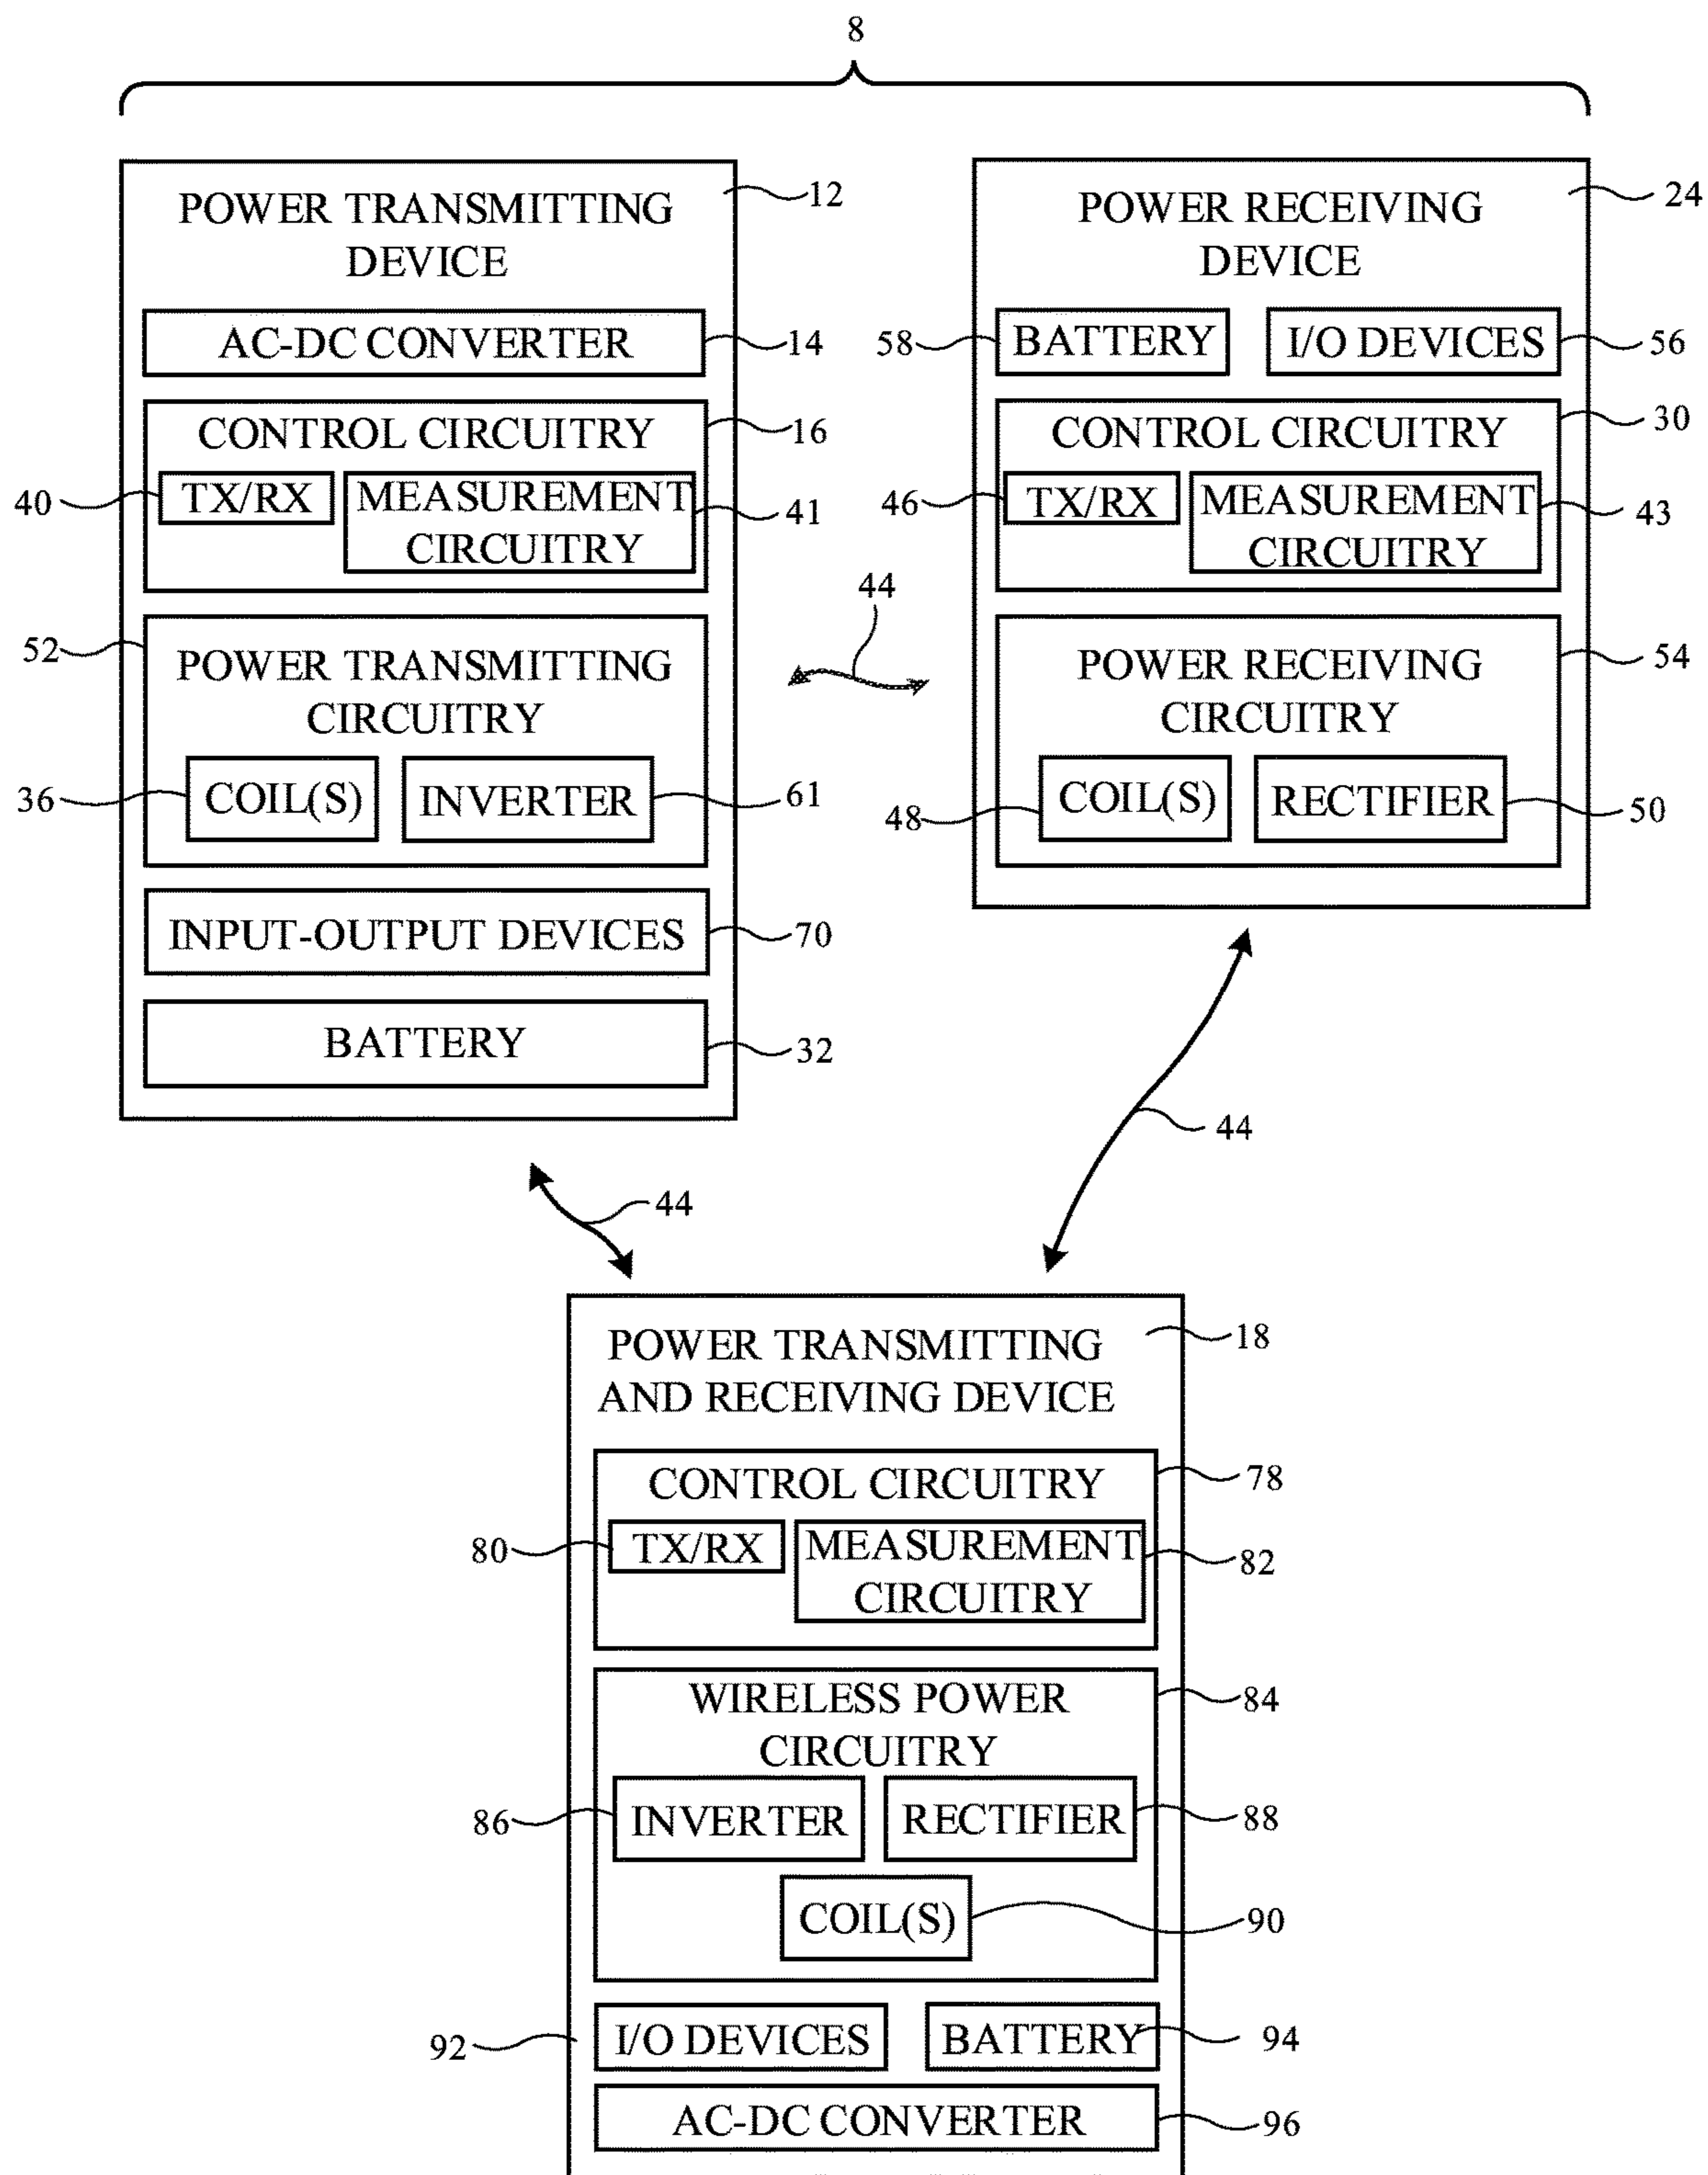 8
POWER TRANSMITTING
DEVICE
12
AC-DC CONVERTER
14
CONTROL CIRCUITRY
16
40
TX/RX
MEASUREMENT
CIRCUITRY
41
52
POWER TRANSMITTING
CIRCUITRY
36
COIL(S)
INVERTER
61
INPUT-OUTPUT DEVICES
70
BATTERY
32
44
POWER RECEIVING
DEVICE
24
58
BATTERY
I/O DEVICES
56
CONTROL CIRCUITRY
30
46
TX/RX
MEASUREMENT
CIRCUITRY
43
POWER RECEIVING
CIRCUITRY
54
48
COIL(S)
RECTIFIER
50
44
44
POWER TRANSMITTING
AND RECEIVING DEVICE
18
CONTROL CIRCUITRY
78
80
TX/RX
MEASUREMENT
CIRCUITRY
82
WIRELESS POWER
CIRCUITRY
84
86
INVERTER
RECTIFIER
88
COIL(S)
90
92
I/O DEVICES
BATTERY
94
AC-DC CONVERTER
96